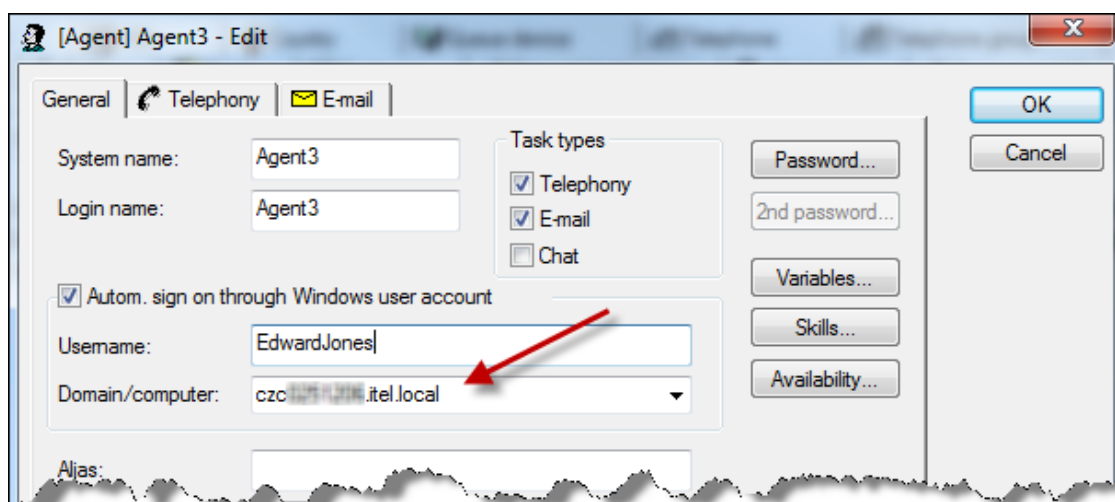 [Agent] Agent3 - Edit
General Telephony E-mail
OK
Cancel
System name: Agent3
Login name: Agent3
Task types
Telephony
E-mail
Chat
Password...
2nd password...
Variables...
Skills...
Availability...
Autom. sign on through Windows user account
Username: EdwardJones
Domain/computer: czc .itel.local
Alias: